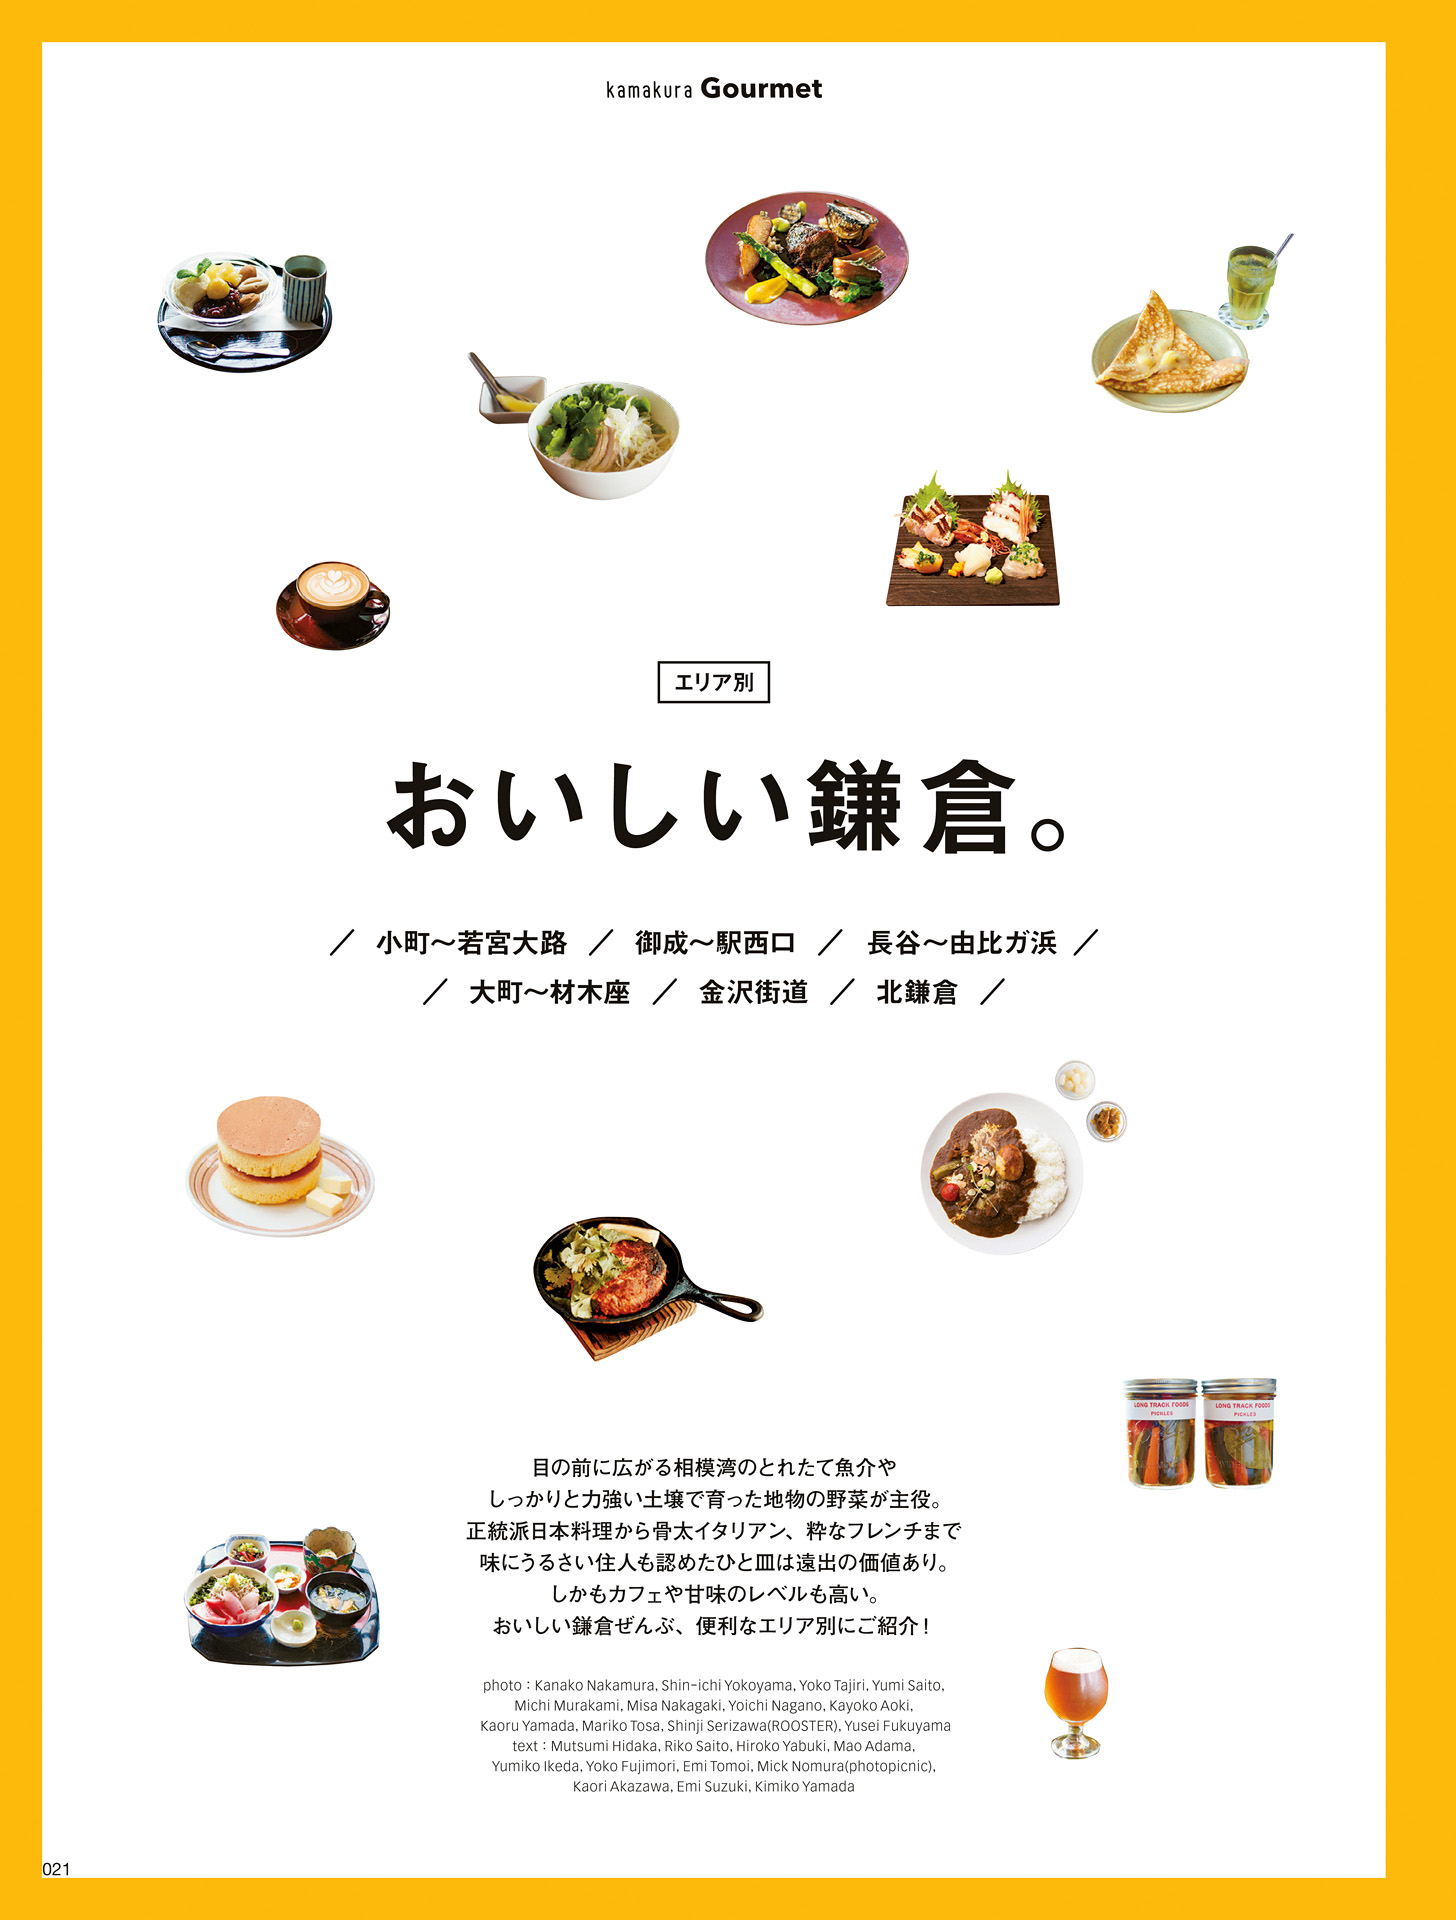 kamakura Gourmet
エリア別
おいしい鎌倉。
／ 小町〜若宮大路 ／ 御成〜駅西口 ／ 長谷〜由比ガ浜 ／
／ 大町〜材木座 ／ 金沢街道 ／ 北鎌倉 ／
LONG TRACK FOODS
PICKLES
LONG TRACK FOODS
PICKLES
目の前に広がる相模湾のとれたて魚介や
しっかりと力強い土壌で育った地物の野菜が主役。
正統派日本料理から骨太イタリアン、粋なフレンチまで
味にうるさい住人も認めたひと皿は遠出の価値あり。
しかもカフェや甘味のレベルも高い。
おいしい鎌倉ぜんぶ、便利なエリア別にご紹介！
photo：Kanako Nakamura, Shin-ichi Yokoyama, Yoko Tajiri, Yumi Saito,
Michi Murakami, Misa Nakagaki, Yoichi Nagano, Kayoko Aoki,
Kaoru Yamada, Mariko Tosa, Shinji Serizawa(ROOSTER), Yusei Fukuyama
text：Mutsumi Hidaka, Riko Saito, Hiroko Yabuki, Mao Adama,
Yumiko Ikeda, Yoko Fujimori, Emi Tomoi, Mick Nomura(photopicnic),
Kaori Akazawa, Emi Suzuki, Kimiko Yamada
021